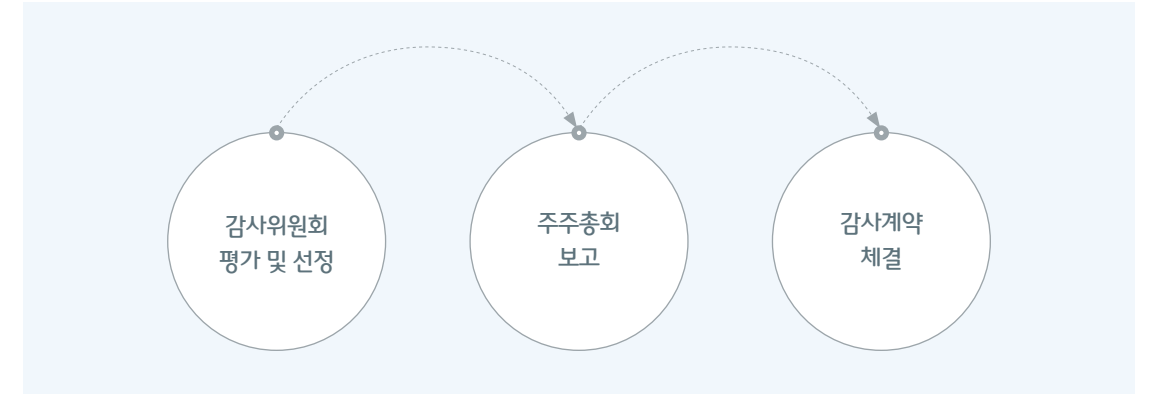 감사위원회
평가 및 선정
주주총회
보고
감사계약
체결